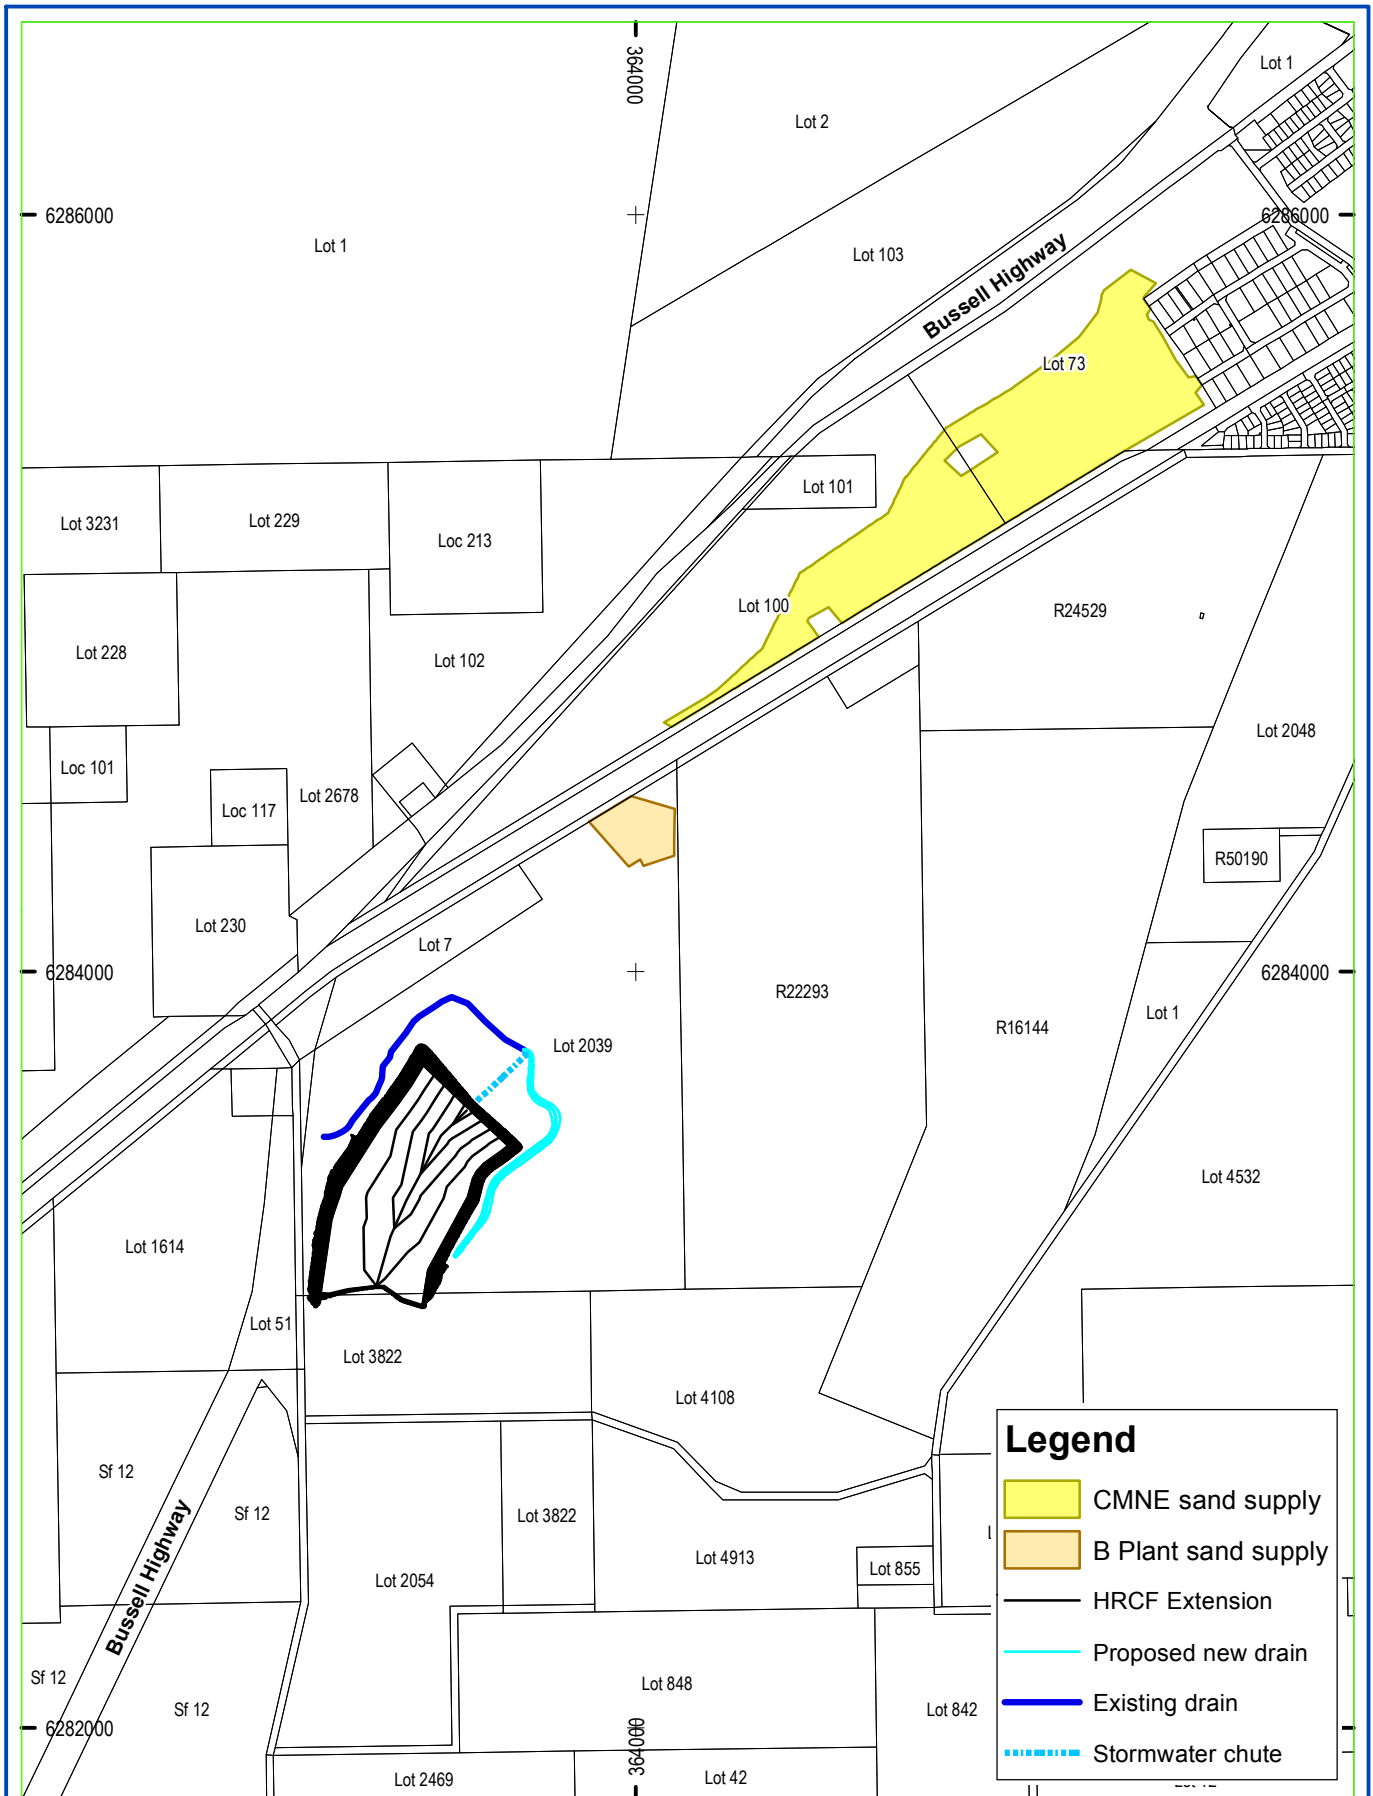 364000
Lot 1
Lot 2
6286000
6286000
Lot 1
Lot 103
Bussell Highway
Lot 73
Lot 101
Lot 3231
Lot 229
Loc 213
Lot 100
R24529
Lot 228
Lot 102
Lot 2048
Loc 101
Lot 2678
Loc 117
R50190
Lot 230
Lot 7
6284000
6284000
R22293
Lot 1
R16144
Lot 2039
Lot 4532
Lot 1614
Lot 51
Lot 3822
Lot 4108
Legend
CMNE sand supply
B Plant sand supply
HRCF Extension
Proposed new drain
Existing drain
Stormwater chute
Sf 12
Sf 12
Lot 3822
Lot 4913
Lot 855
Lot 2054
Bussell Highway
Sf 12
Sf 12
Lot 848
Lot 842
6282000
364000
Lot 2469
Lot 42